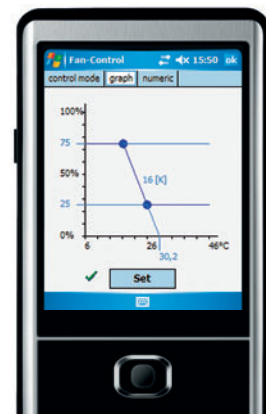 Fan-Control 15:50 ok
control mode graph numeric
100%
75
50%
16 [K]
25
0%
6 26 46°C
30,2
Set